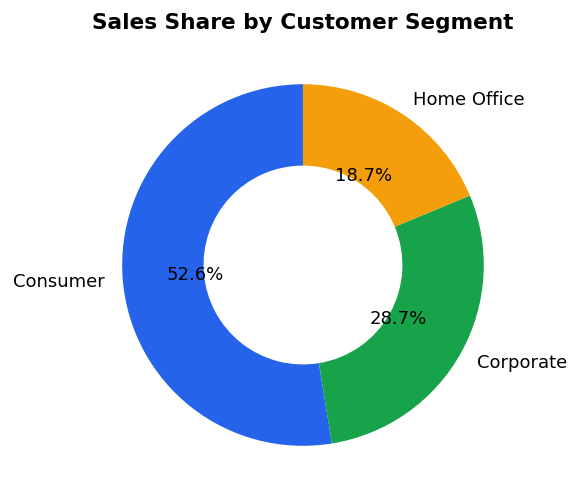 Sales Share by Customer Segment
Home Office
18.7%
Consumer
52.6%
28.7%
Corporate